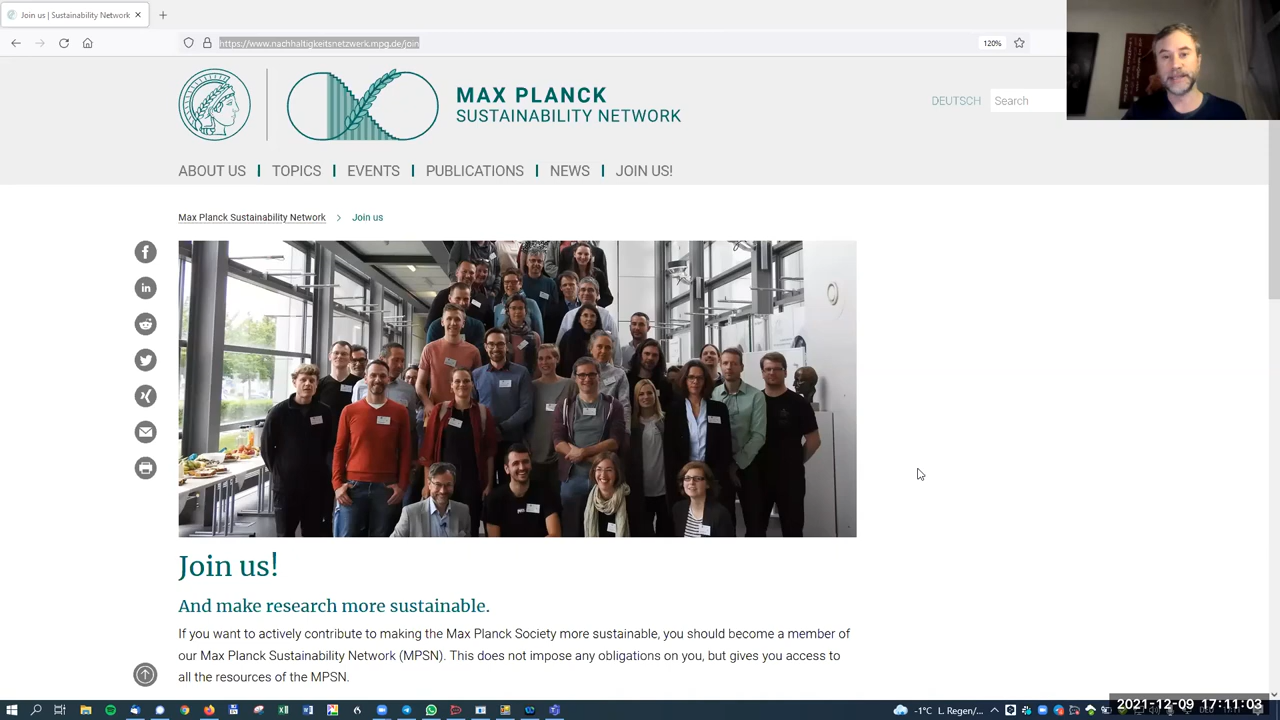 Join us | Sustainability Network
https://www.nachhaltigkeitsnetzwerk.mpg.de/join
120%
MAX PLANCK
SUSTAINABILITY NETWORK
DEUTSCH
Search
ABOUT US
TOPICS
EVENTS
PUBLICATIONS
NEWS
JOIN US!
Max Planck Sustainability Network
Join us
Join us!
And make research more sustainable.
If you want to actively contribute to making the Max Planck Society more sustainable, you should become a member of
our Max Planck Sustainability Network (MPSN). This does not impose any obligations on you, but gives you access to
all the resources of the MPSN.
-1°C L. Regen/...
2021-12-09 17:11:03